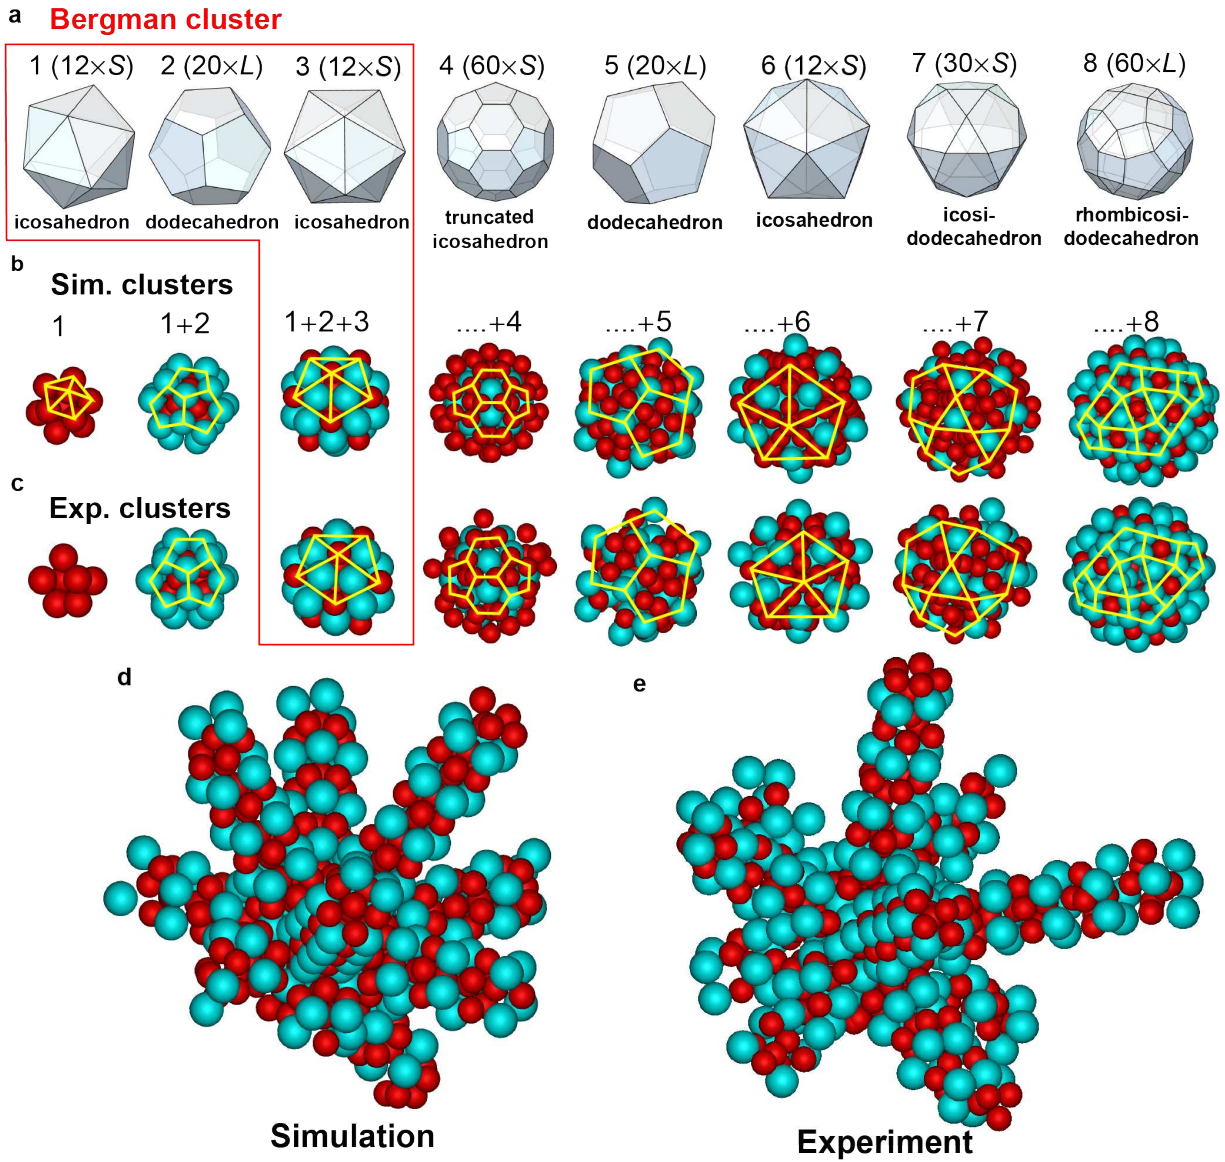 a
Bergman cluster
1 (12×S) 2 (20×L) 3 (12×S) 4 (60×S) 5 (20×L) 6 (12×S) 7 (30×S) 8 (60×L)
icosahedron dodecahedron icosahedron truncated icosahedron dodecahedron icosahedron icosi-dodecahedron rhombicosi-dodecahedron
b
Sim. clusters
1 1+2 1+2+3 ....+4 ....+5 ....+6 ....+7 ....+8
c
Exp. clusters
d
e
Simulation
Experiment